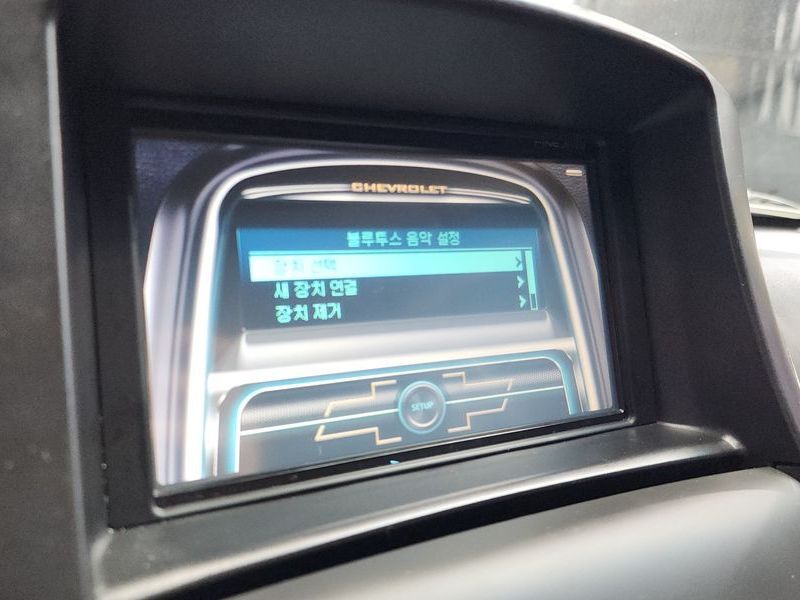 CHEVROLET
블루투스 음악 설정
장치 선택
새 장치 연결
장치 제거
SETUP